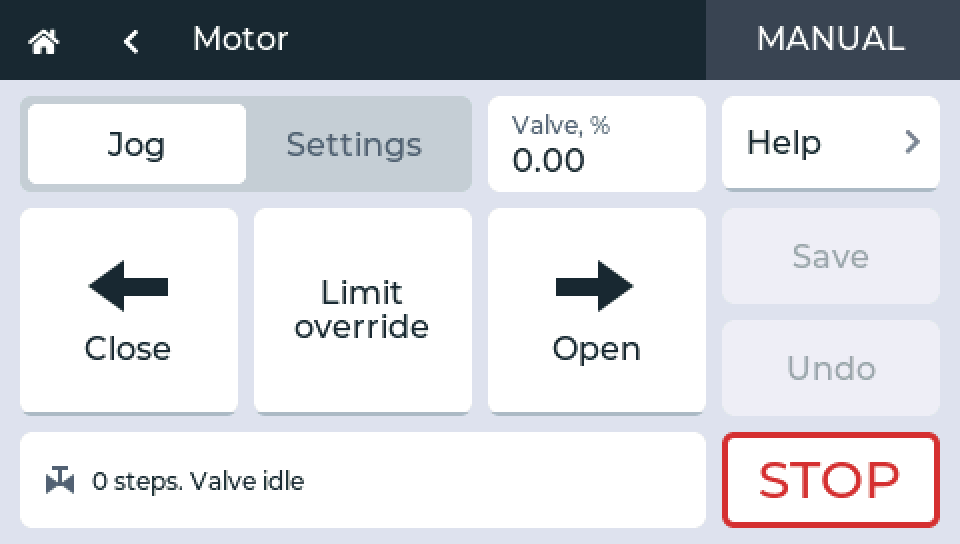 Motor
MANUAL
Jog
Settings
Valve, %
0.00
Help
Close
Limit
override
Open
Save
Undo
0 steps. Valve idle
STOP